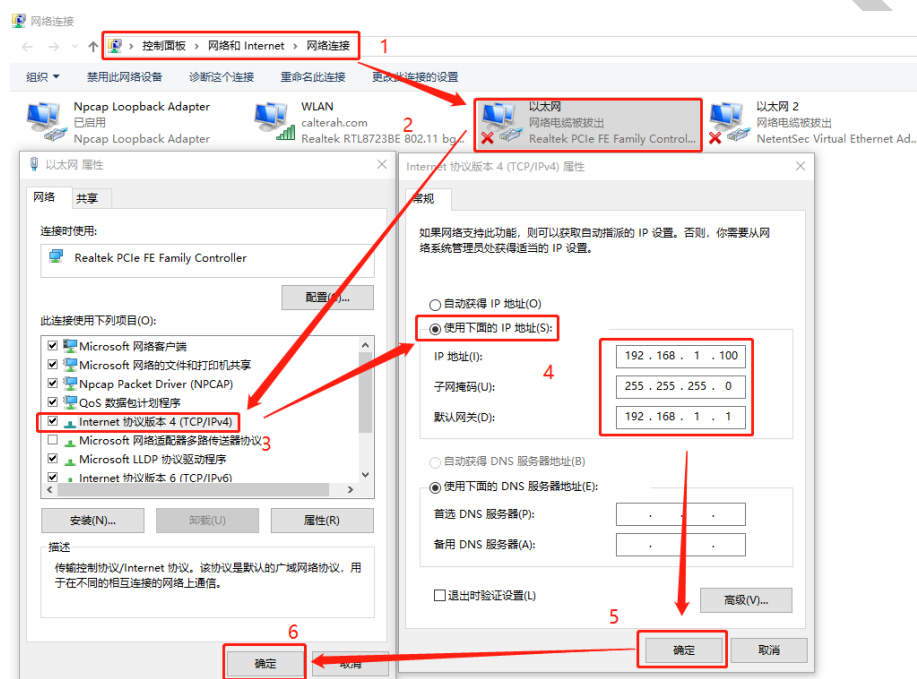 网络连接
控制面板 › 网络和 Internet › 网络连接
1
组织 禁用此网络设备 诊断这个连接 重命名此连接 更改此连接的设置
Npcap Loopback Adapter
已启用
Npcap Loopback Adapter
WLAN
calterah.com
Realtek RTL8723BE 802.11 bg...
2
以太网
网络电缆被拔出
Realtek PCIe FE Family Control...
以太网 2
网络电缆被拔出
NetentSec Virtual Ethernet Ad...
以太网 属性
网络 共享
连接时使用:
Realtek PCIe FE Family Controller
配置(C)...
此连接使用下列项目(O):
Microsoft 网络客户端
Microsoft 网络的文件和打印机共享
Npcap Packet Driver (NPCAP)
QoS 数据包计划程序
Internet 协议版本 4 (TCP/IPv4)
Microsoft 网络适配器多路传送器协议
Microsoft LLDP 协议驱动程序
Internet 协议版本 6 (TCP/IPv6)
3
安装(N)... 卸载(U) 属性(R)
描述
传输控制协议/Internet 协议。该协议是默认的广域网络协议，用
于在不同的相互连接的网络上通信。
6
确定 取消
Internet 协议版本 4 (TCP/IPv4) 属性
常规
如果网络支持此功能，则可以获取自动指派的 IP 设置。否则，你需要从网
络系统管理员处获得适当的 IP 设置。
自动获得 IP 地址(O)
使用下面的 IP 地址(S):
IP 地址(I): 192 . 168 . 1 . 100
子网掩码(U): 255 . 255 . 255 . 0
默认网关(D): 192 . 168 . 1 . 1
4
自动获得 DNS 服务器地址(B)
使用下面的 DNS 服务器地址(E):
首选 DNS 服务器(P): . . .
备用 DNS 服务器(A): . . .
退出时验证设置(L)
高级(V)...
5
确定 取消